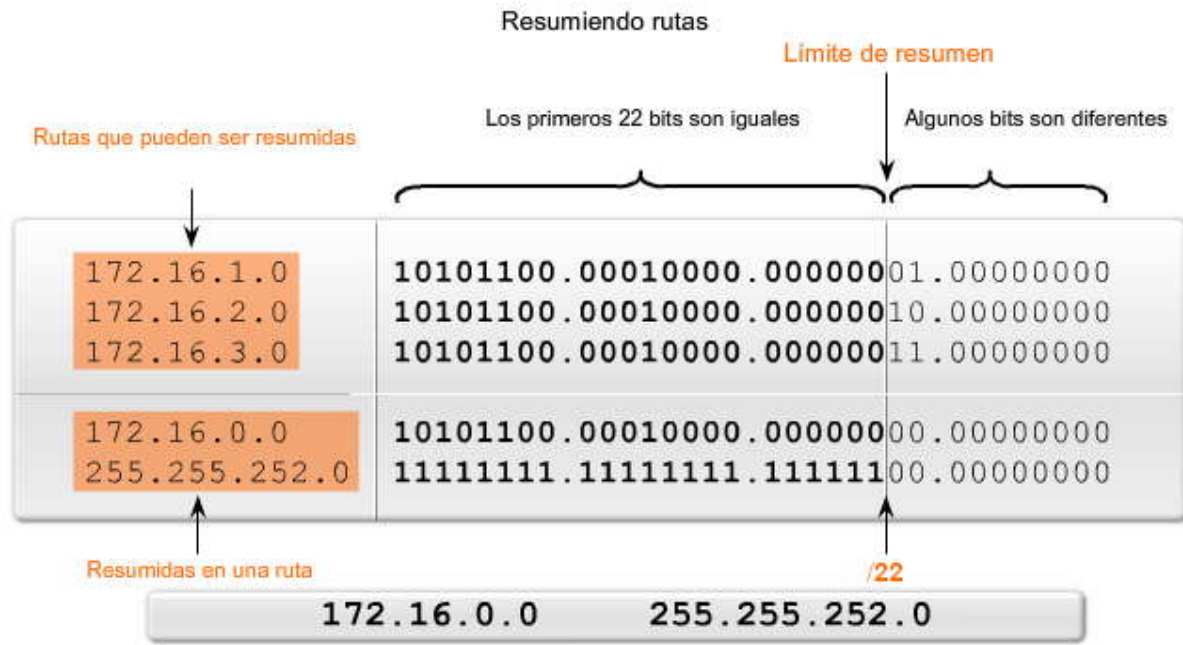 Resumiendo rutas
Límite de resumen
Los primeros 22 bits son iguales
Algunos bits son diferentes
Rutas que pueden ser resumidas
172.16.1.0 10101100.00010000.00000001.00000000
172.16.2.0 10101100.00010000.00000010.00000000
172.16.3.0 10101100.00010000.00000011.00000000
172.16.0.0 10101100.00010000.00000000.00000000
255.255.252.0 11111111.11111111.11111100.00000000
Resumidas en una ruta
/22
172.16.0.0 255.255.252.0